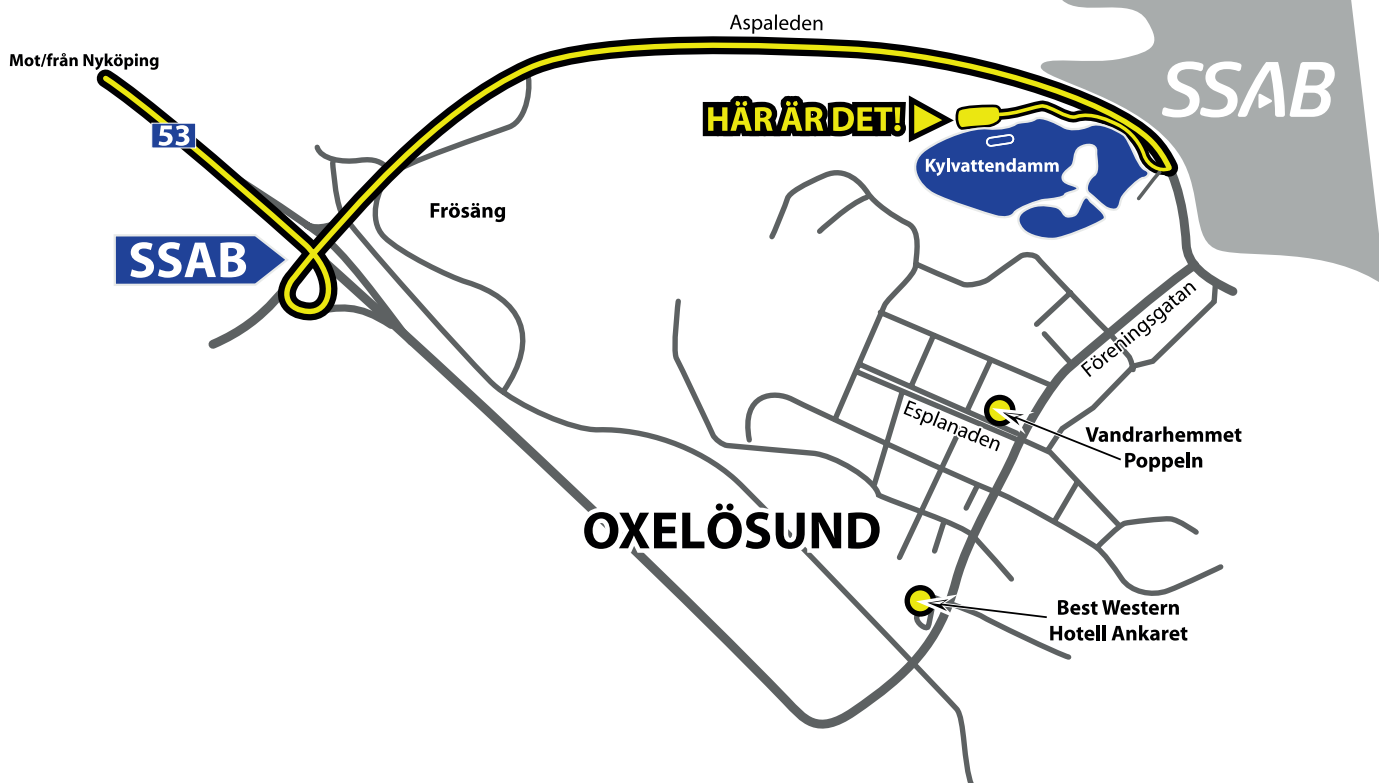 Aspaleden
Mot/från Nyköping
SSAB
HÄR ÄR DET!
53
Kylvattendamm
Frösäng
SSAB
Föreningsgatan
Esplanaden
Vandrarhemmet
Poppeln
OXELÖSUND
Best Western
Hotell Ankaret